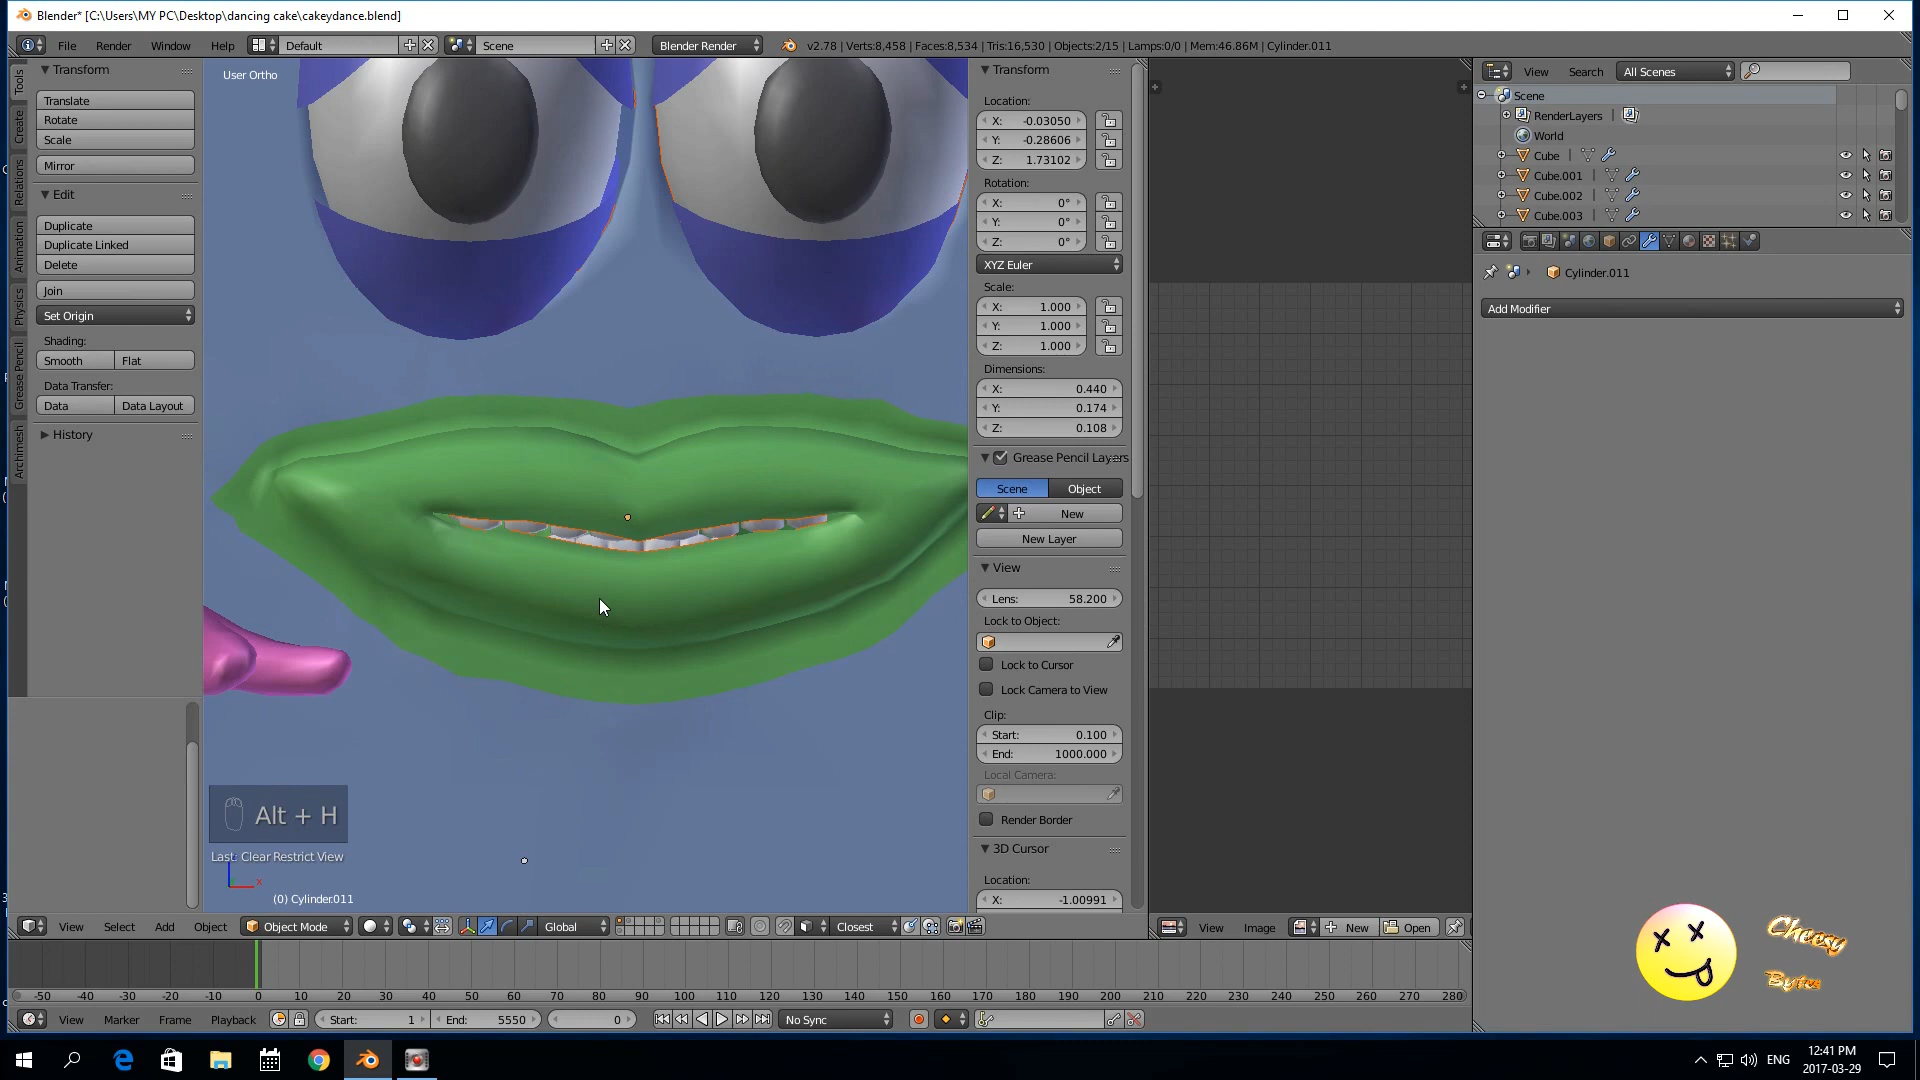 Blender* [C:\Users\MY PC\Desktop\dancing cake\cakeydance.blend]
File Render Window Help Default Scene Blender Render v2.78 | Verts:8,458 | Faces:8,534 | Tris:16,530 | Objects:2/15 | Lamps:0/0 | Mem:46.86M | Cylinder.011
Tools
Create
Relations
Animation
Physics
Grease Pencil
Archimesh
Transform
Translate
Rotate
Scale
Mirror
Edit
Duplicate
Duplicate Linked
Delete
Join
Set Origin
Shading:
Smooth Flat
Data Transfer:
Data Data Layout
History
User Ortho
Alt + H
Last: Clear Restrict View
x
(0) Cylinder.011
Transform
Location:
X: -0.03050
Y: -0.28606
Z: 1.73102
Rotation:
X: 0°
Y: 0°
Z: 0°
XYZ Euler
Scale:
X: 1.000
Y: 1.000
Z: 1.000
Dimensions:
X: 0.440
Y: 0.174
Z: 0.108
Grease Pencil Layers
Scene Object
New
New Layer
View
Lens: 58.200
Lock to Object:
Lock to Cursor
Lock Camera to View
Clip:
Start: 0.100
End: 1000.000
Local Camera:
Render Border
3D Cursor
Location:
X: -1.00991
View Search All Scenes
Scene
RenderLayers
World
Cube
Cube.001
Cube.002
Cube.003
Cylinder.011
Add Modifier
View Select Add Object Object Mode Global Closest
View Image New Open
-50 -40 -30 -20 -10 0 10 20 30 40 50 60 70 80 90 100 110 120 130 140 150 160 170 180 190 200 210 220 230 240 250 260 270 280
View Marker Frame Playback Start: 1 End: 5550 0 No Sync
Cheesy
Bytes
ENG
12:41 PM
2017-03-29